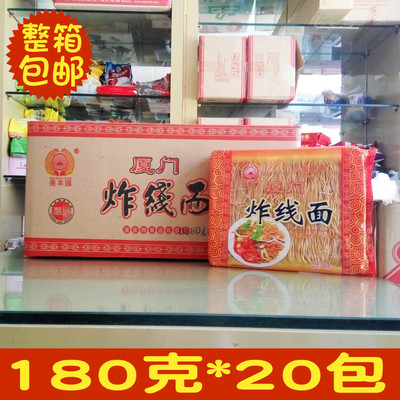 整箱
包邮
厦门
炸线面
厦门
炸线面
180克*20包